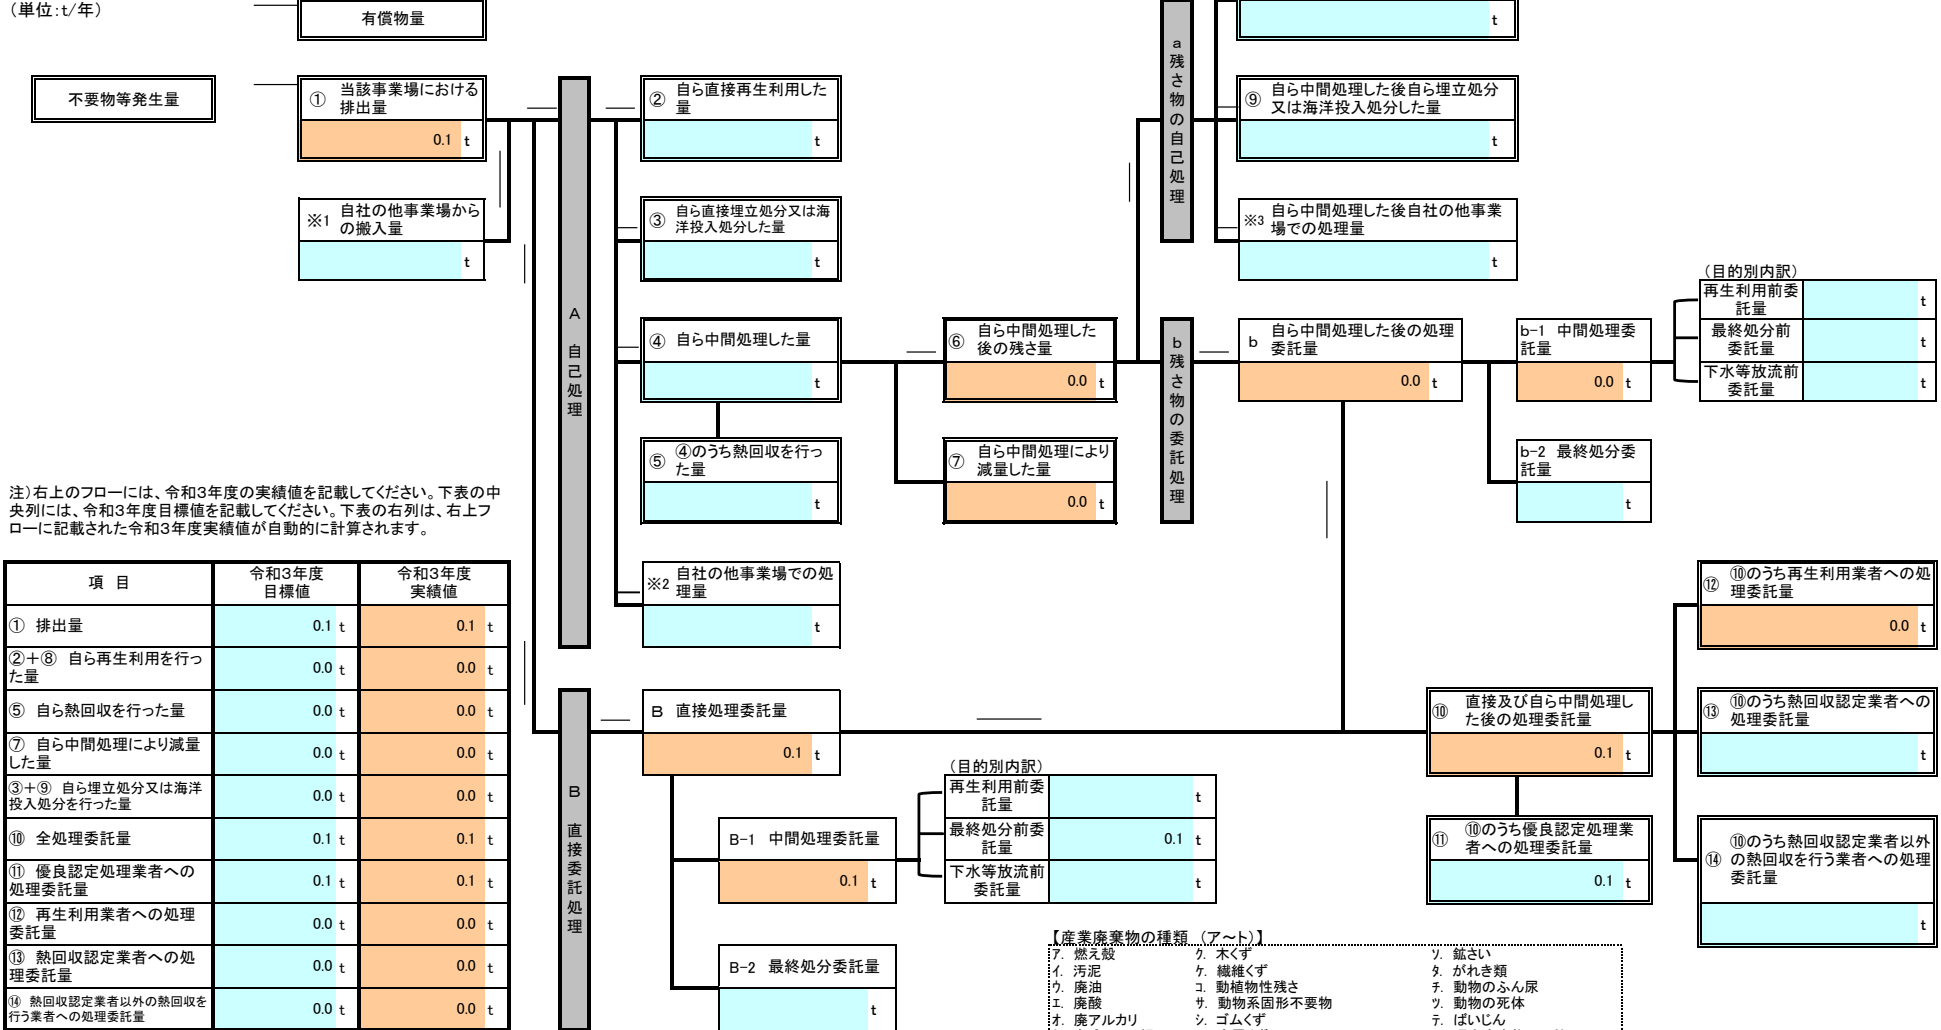 （単位：t/年）
有償物量
t
不要物等発生量
① 当該事業場における
排出量
0.1 t
※1 自社の他事業場から
の搬入量
t
A 自己処理
② 自ら直接再生利用した
量
t
③ 自ら直接埋立処分又は海
洋投入処分した量
t
④ 自ら中間処理した量
t
⑤ ④のうち熱回収を行っ
た量
t
※2 自社の他事業場での処
理量
t
⑥ 自ら中間処理した
後の残さ量
0.0 t
⑦ 自ら中間処理により
減量した量
0.0 t
a 残さ物の自己処理
⑨ 自ら中間処理した後自ら埋立処分
又は海洋投入処分した量
t
※3 自ら中間処理した後自社の他事業
場での処理量
t
b 残さ物の委託処理
b 自ら中間処理した後の処理
委託量
0.0 t
b-1 中間処理委
託量
0.0 t
b-2 最終処分委
託量
t
（目的別内訳）
再生利用前委
託量
t
最終処分前
委託量
t
下水等放流前
委託量
t
注）右上のフローには、令和3年度の実績値を記載してください。下表の中
央列には、令和3年度目標値を記載してください。下表の右列は、右上フ
ローに記載された令和3年度実績値が自動的に計算されます。
項 目 令和3年度
目標値 令和3年度
実績値
① 排出量 0.1 t 0.1 t
②＋⑧ 自ら再生利用を行っ
た量 0.0 t 0.0 t
⑤ 自ら熱回収を行った量 0.0 t 0.0 t
⑦ 自ら中間処理により減量
した量 0.0 t 0.0 t
③＋⑨ 自ら埋立処分又は海洋
投入処分を行った量 0.0 t 0.0 t
⑩ 全処理委託量 0.1 t 0.1 t
⑪ 優良認定処理業者への
処理委託量 0.1 t 0.1 t
⑫ 再生利用業者への処理
委託量 0.0 t 0.0 t
⑬ 熱回収認定業者への処
理委託量 0.0 t 0.0 t
⑭ 熱回収認定業者以外の熱回収を
行う業者への処理委託量 0.0 t 0.0 t
B 直接委託処理
B 直接処理委託量
0.1 t
B-1 中間処理委託量
0.1 t
B-2 最終処分委託量
t
（目的別内訳）
再生利用前委
託量
t
最終処分前委
託量
0.1 t
下水等放流前
委託量
t
⑩ 直接及び自ら中間処理し
た後の処理委託量
0.1 t
⑪ ⑩のうち優良認定処理業
者への処理委託量
0.1 t
⑫ ⑩のうち再生利用業者への処
理委託量
0.0 t
⑬ ⑩のうち熱回収認定業者への
処理委託量
t
⑭ ⑩のうち熱回収認定業者以外
の熱回収を行う業者への処理
委託量
t
【産業廃棄物の種類 （ア～ト）】
ア. 燃え殻 ク. 木くず ソ. 鉱さい
イ. 汚泥 ケ. 繊維くず タ. がれき類
ウ. 廃油 コ. 動植物性残さ チ. 動物のふん尿
エ. 廃酸 サ. 動物系固形不要物 ツ. 動物の死体
オ. 廃アルカリ シ. ゴムくず テ. ばいじん